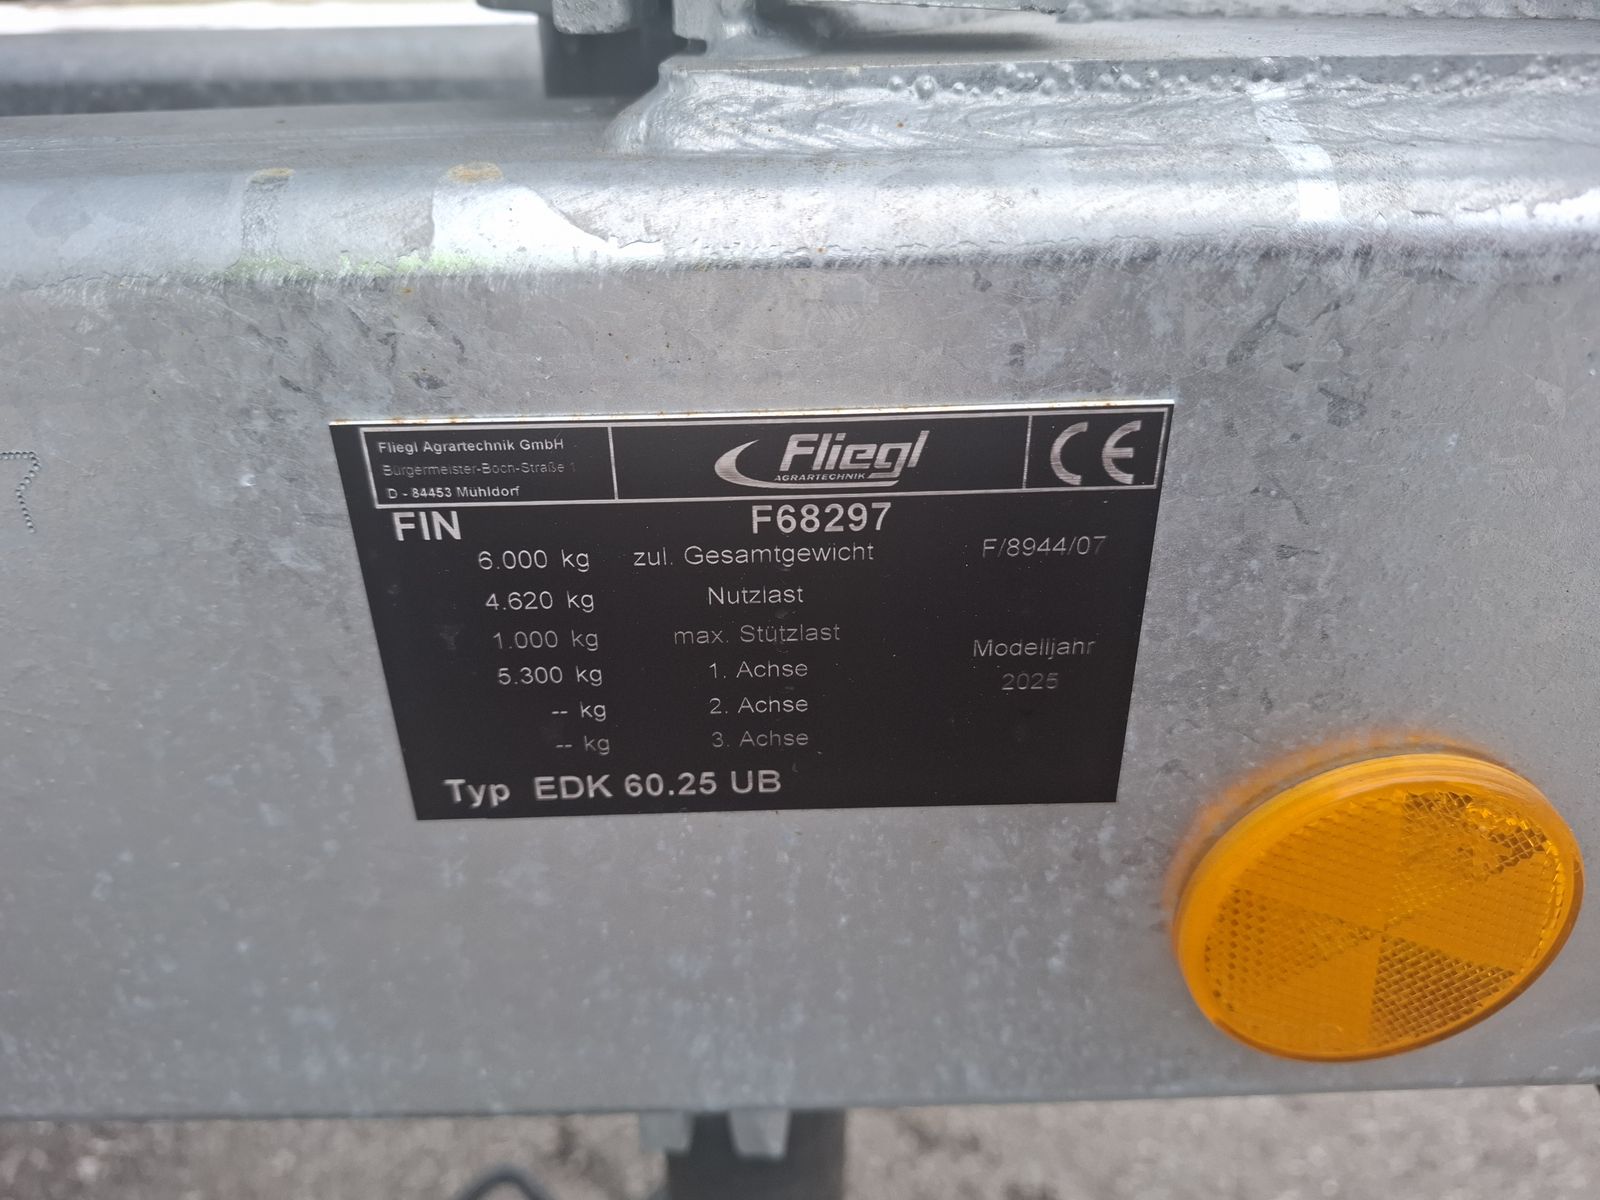 Fliegl Agrartechnik GmbH
Bürgermeister-Boch-Straße 1
D - 84453 Mühldorf
Fliegl
AGRARTECHNIK
CE
FIN F68297
6.000 kg zul. Gesamtgewicht F/8944/07
4.620 kg Nutzlast
1.000 kg max. Stützlast Modelljahr
5.300 kg 1. Achse 2025
-- kg 2. Achse
-- kg 3. Achse
Typ EDK 60.25 UB
7